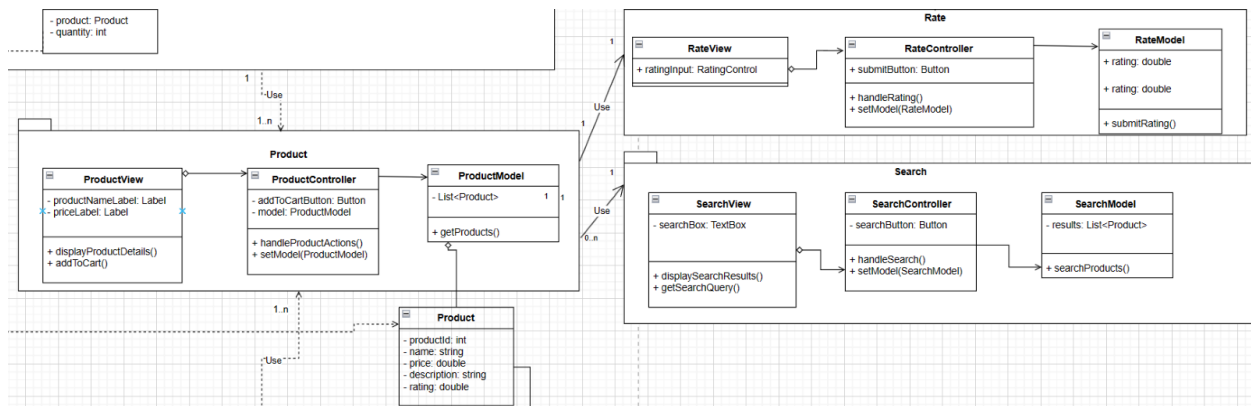 - product: Product
- quantity: int
1
Use
1..n
Product
ProductView
- productNameLabel: Label
- priceLabel: Label
+ displayProductDetails()
+ addToCart()
ProductController
- addToCartButton: Button
- model: ProductModel
+ handleProductActions()
+ setModel(ProductModel)
ProductModel
- List<Product>
1
1
+ getProducts()
1..n
Use
Product
- productId: int
- name: string
- price: double
- description: string
- rating: double
1
Use
1
Rate
RateView
+ ratingInput: RatingControl
RateController
+ submitButton: Button
+ handleRating()
+ setModel(RateModel)
RateModel
+ rating: double
+ rating: double
+ submitRating()
1
Use
0..n
Search
SearchView
- searchBox: TextBox
+ displaySearchResults()
+ getSearchQuery()
SearchController
- searchButton: Button
+ handleSearch()
+ setModel(SearchModel)
SearchModel
- results: List<Product>
+ searchProducts()